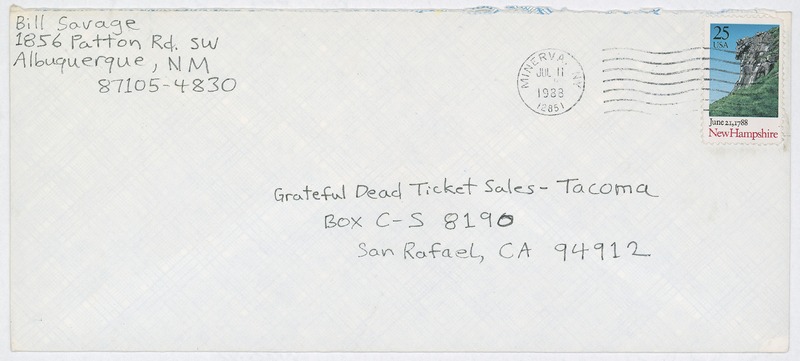 Bill Savage
1856 Patton Rd. SW
Albuquerque, NM
87105-4830
MINERVA, NY
JUL 11
1988
12851
25
USA
June 21, 1788
New Hampshire
Grateful Dead Ticket Sales - Tacoma
Box C-S 8190
San Rafael, CA 94912